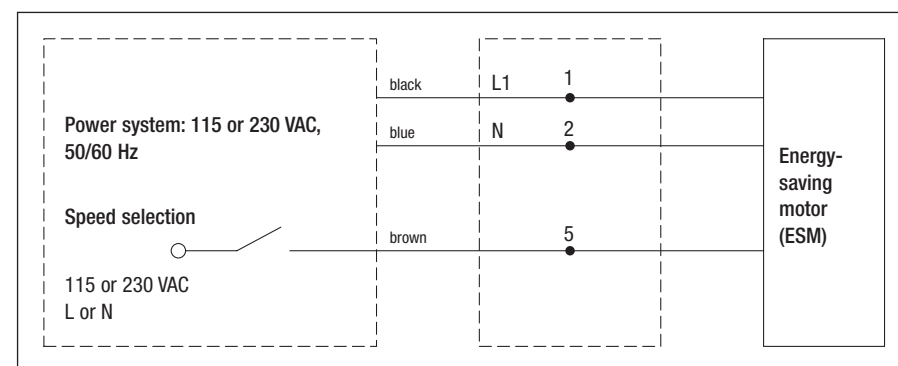 Power system: 115 or 230 VAC,
50/60 Hz
Speed selection
115 or 230 VAC
L or N
black
L1
1
blue
N
2
brown
5
Energy-
saving
motor
(ESM)